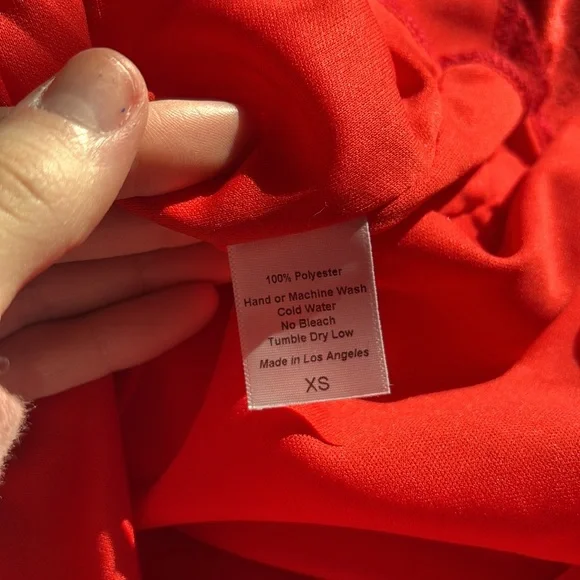 100% Polyester
Hand or Machine Wash
Cold Water
No Bleach
Tumble Dry Low
Made in Los Angeles
XS